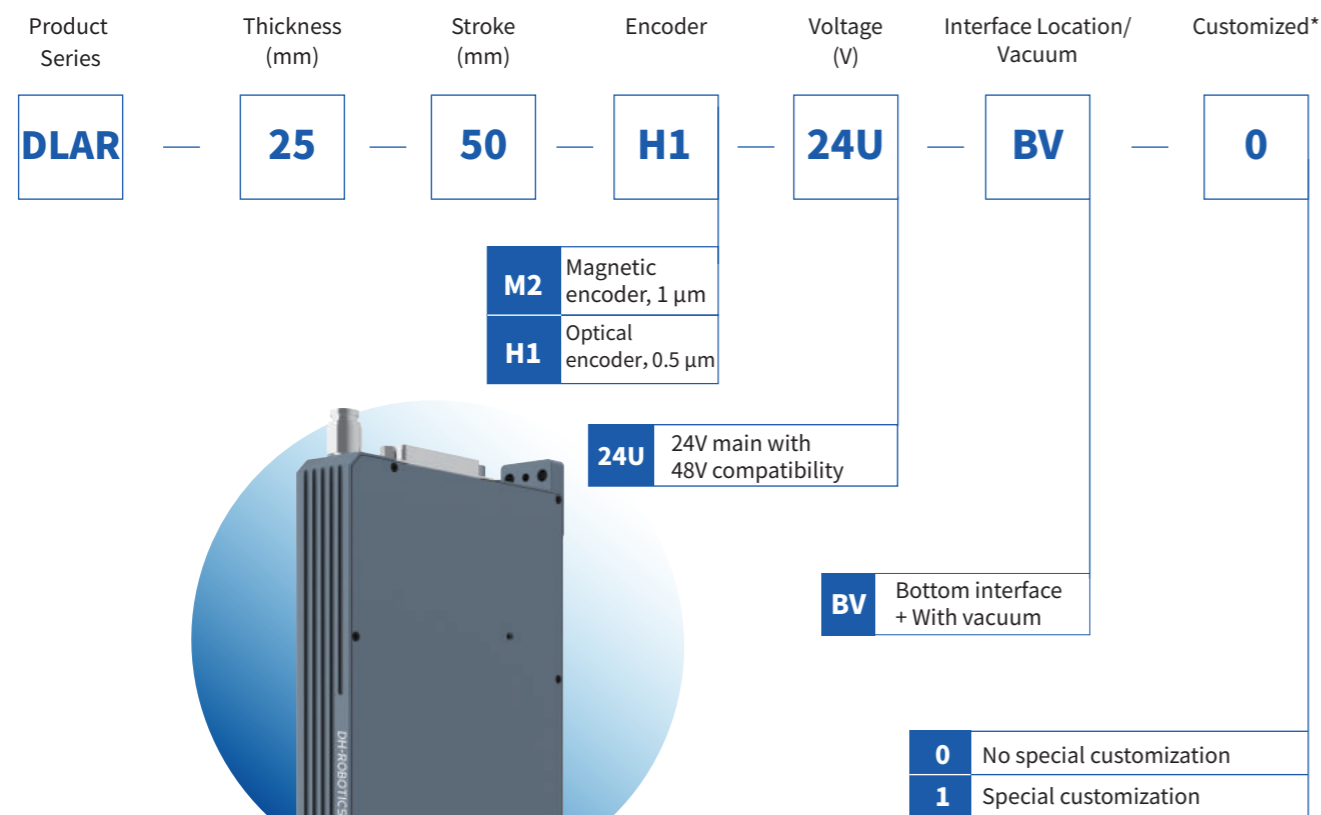 Product
Series
Thickness
(mm)
Stroke
(mm)
Encoder
Voltage
(V)
Interface Location/
Vacuum
Customized*
DLAR — 25 — 50 — H1 — 24U — BV — 0
M2
Magnetic
encoder, 1 μm
H1
Optical
encoder, 0.5 μm
24U
24V main with
48V compatibility
BV
Bottom interface
+ With vacuum
0 No special customization
1 Special customization
DH-ROBOTICS